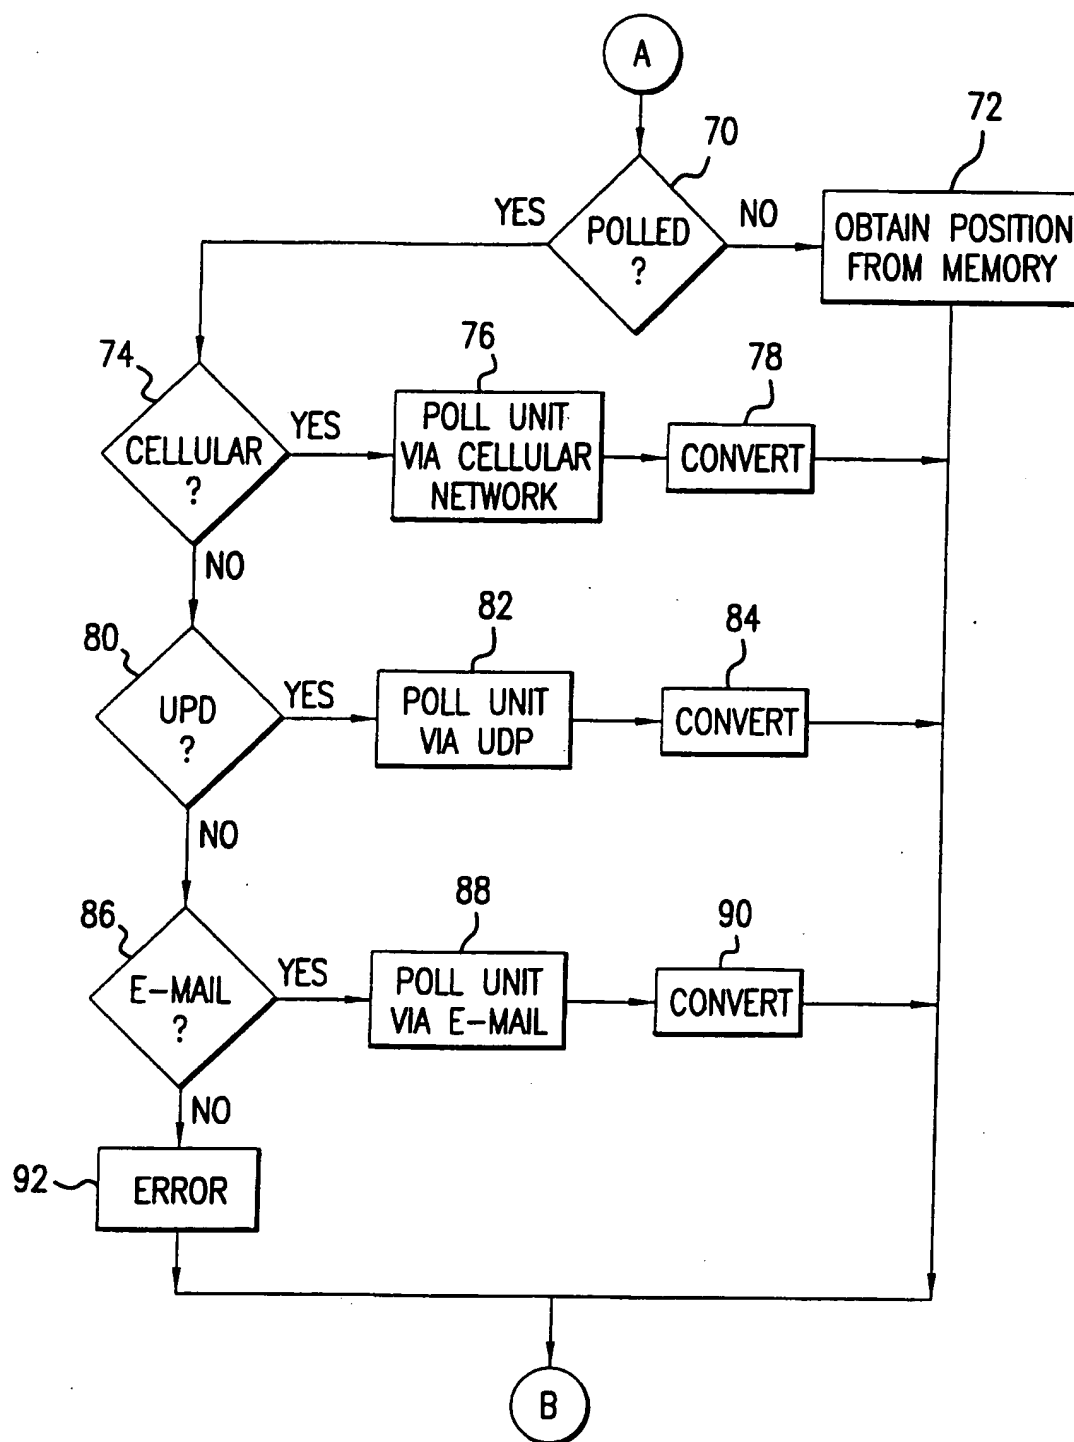 A
70
72
YES
POLLED
?
NO
OBTAIN POSITION
FROM MEMORY
74
CELLULAR
?
YES
76
POLL UNIT
VIA CELLULAR
NETWORK
78
CONVERT
NO
80
UPD
?
YES
82
POLL UNIT
VIA UDP
84
CONVERT
NO
86
E-MAIL
?
YES
88
POLL UNIT
VIA E-MAIL
90
CONVERT
NO
92
ERROR
B